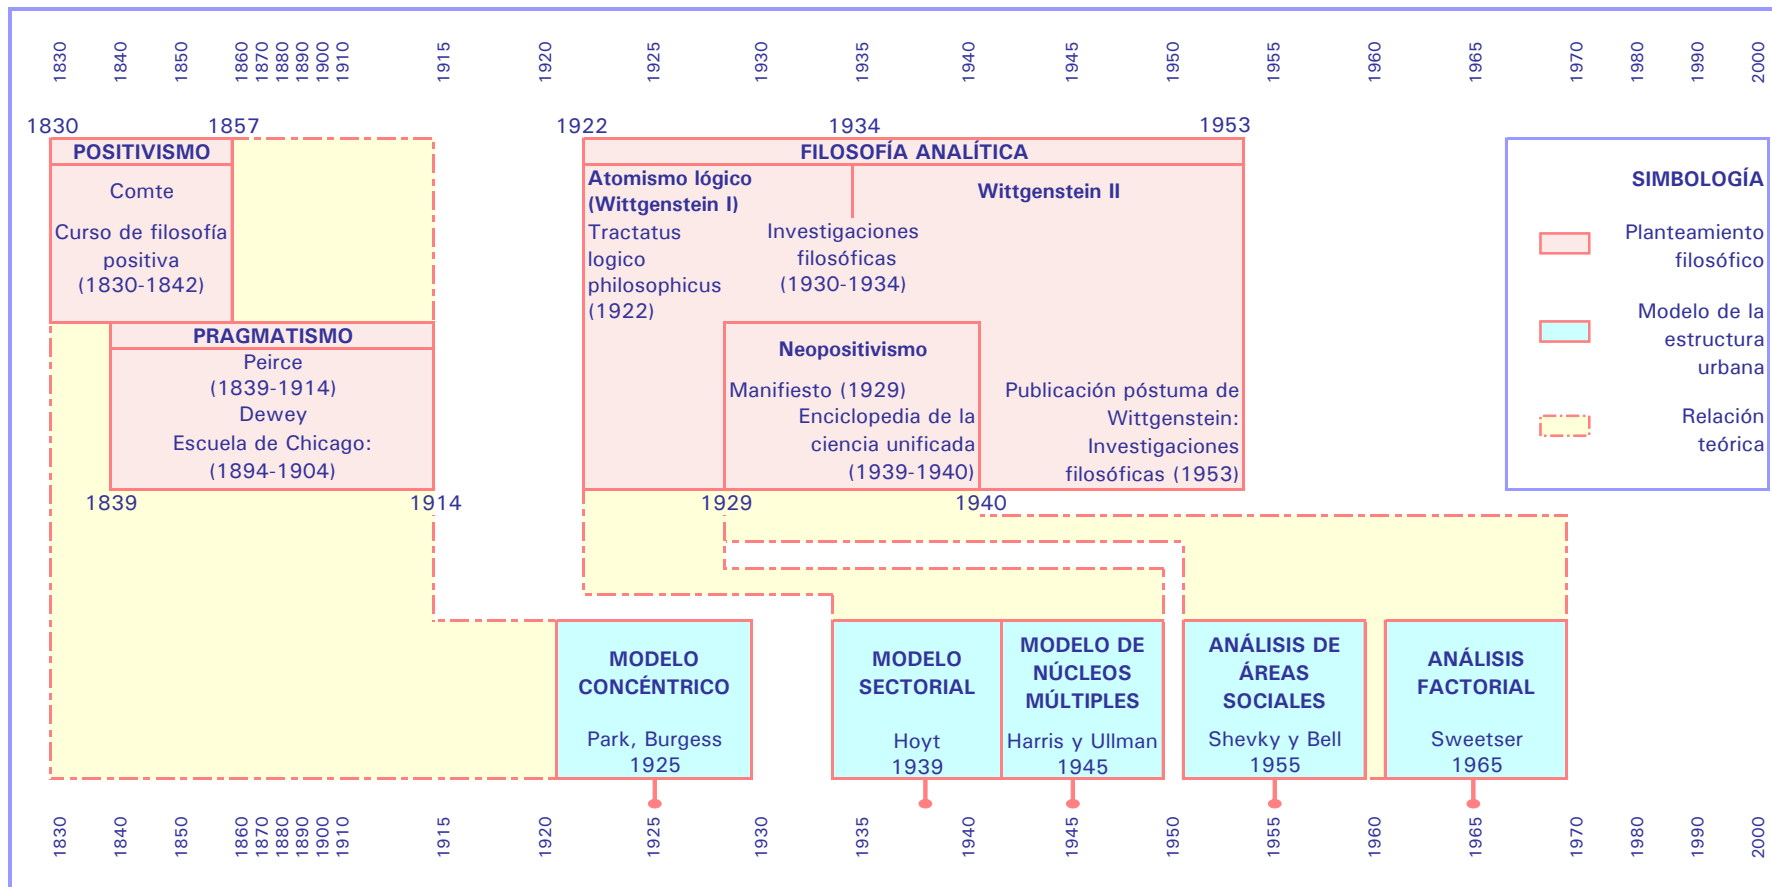 1830 1840 1850 1860 1870 1880 1890 1900 1910 1915 1920 1925 1930 1935 1940 1945 1950 1955 1960 1965 1970 1980 1990 2000
1830 1857
POSITIVISMO
Comte
Curso de filosofía
positiva
(1830-1842)
PRAGMATISMO
Peirce
(1839-1914)
Dewey
Escuela de Chicago:
(1894-1904)
1839 1914
1922 1934 1953
FILOSOFÍA ANALÍTICA
Atomismo lógico
(Wittgenstein I)
Tractatus
logico
philosophicus
(1922)
Wittgenstein II
Investigaciones
filosóficas
(1930-1934)
Neopositivismo
Manifiesto (1929)
Enciclopedia de la
ciencia unificada
(1939-1940)
Publicación póstuma de
Wittgenstein:
Investigaciones
filosóficas (1953)
1929 1940
SIMBOLOGÍA
Planteamiento
filosófico
Modelo de la
estructura
urbana
Relación
teórica
MODELO
CONCÉNTRICO
Park, Burgess
1925
MODELO
SECTORIAL
Hoyt
1939
MODELO DE
NÚCLEOS
MÚLTIPLES
Harris y Ullman
1945
ANÁLISIS DE
ÁREAS
SOCIALES
Shevky y Bell
1955
ANÁLISIS
FACTORIAL
Sweetser
1965
1830 1840 1850 1860 1870 1880 1890 1900 1910 1915 1920 1925 1930 1935 1940 1945 1950 1955 1960 1965 1970 1980 1990 2000